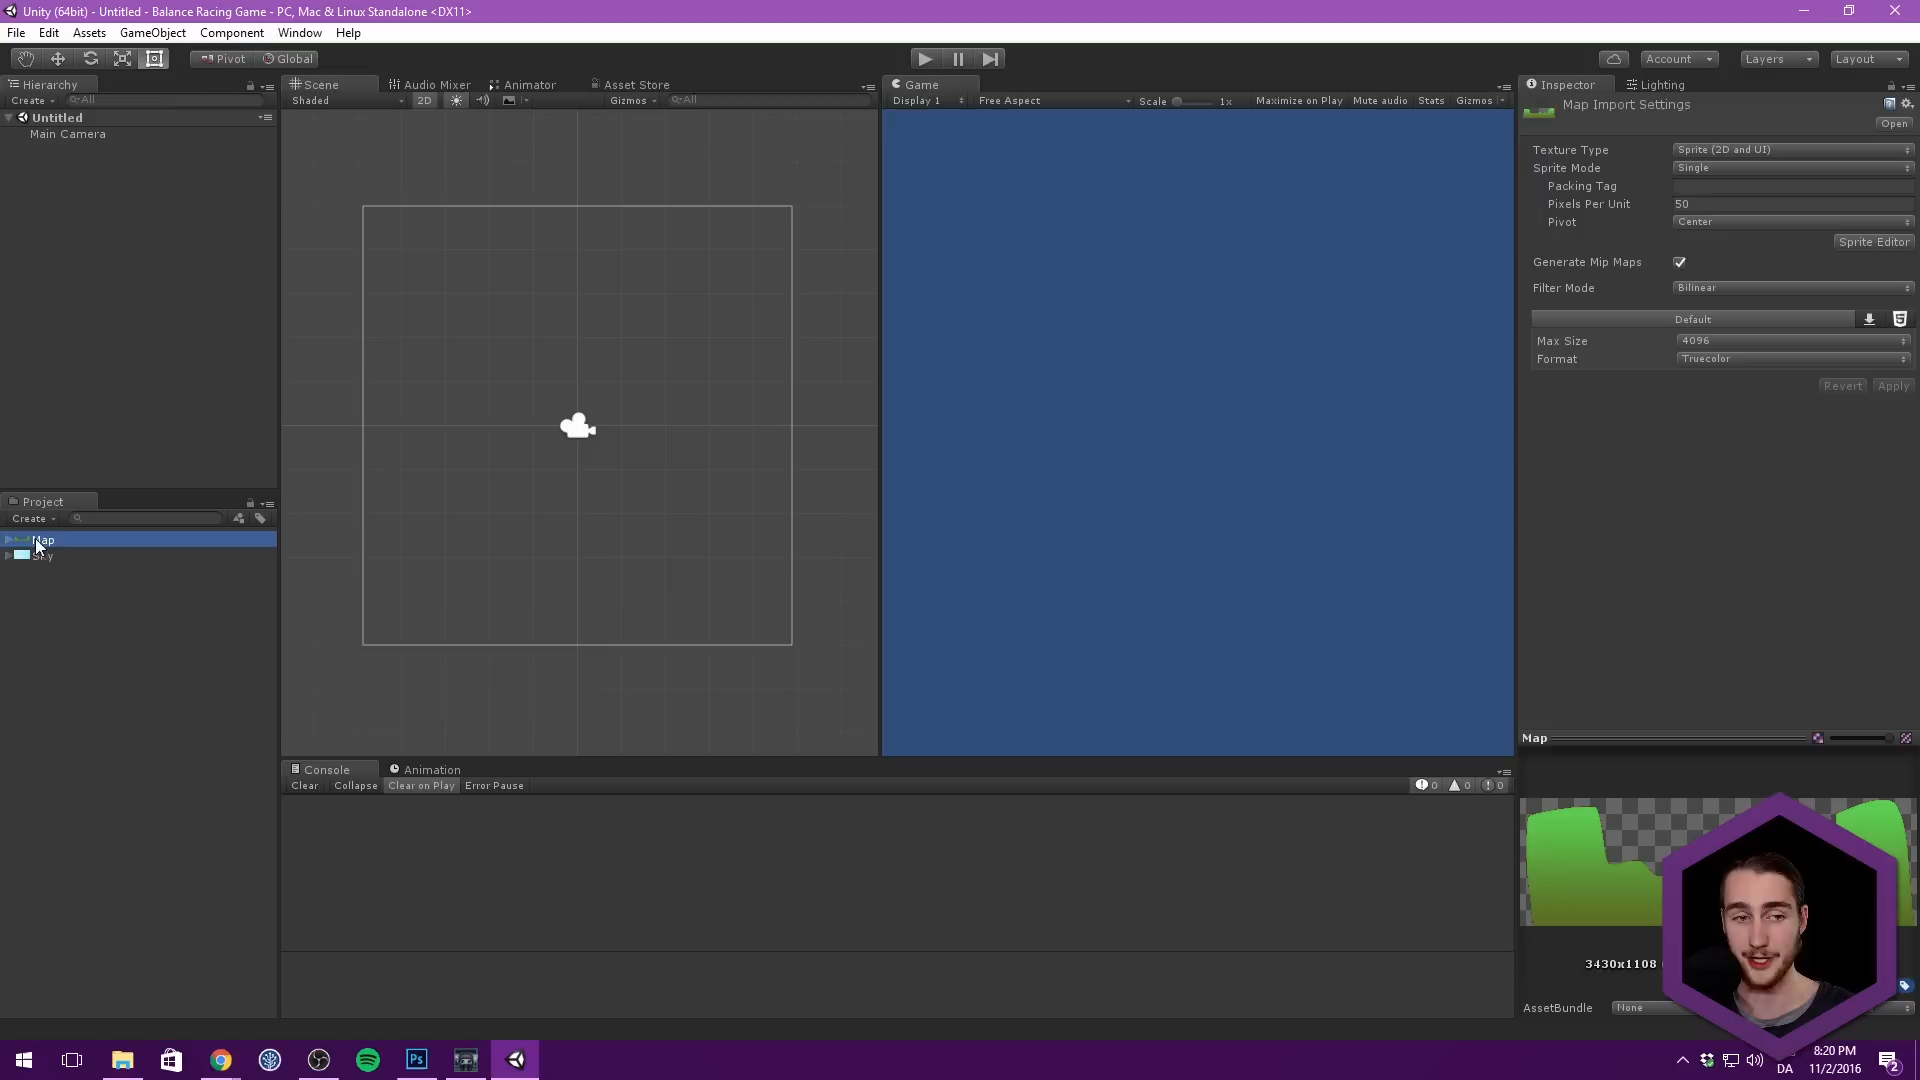 Unity (64bit) - Untitled - Balance Racing Game - PC, Mac & Linux Standalone <DX11>
File Edit Assets GameObject Component Window Help
Pivot Global Account Layers Layout
Hierarchy
Create All
Untitled
Main Camera
Scene Audio Mixer Animator Asset Store
Shaded 2D Gizmos All
Game
Display 1 Free Aspect Scale 1x Maximize on Play Mute audio Stats Gizmos
Inspector Lighting
Map Import Settings
Open
Texture Type Sprite (2D and UI)
Sprite Mode Single
Packing Tag
Pixels Per Unit 50
Pivot Center
Sprite Editor
Generate Mip Maps
Filter Mode Bilinear
Default
Max Size 4096
Format Truecolor
Revert Apply
Project
Create
Map
Sky
Console Animation
Clear Collapse Clear on Play Error Pause 0 0 0
Map
3430x1108
AssetBundle None
Ps
8:20 PM
DA 11/2/2016 2